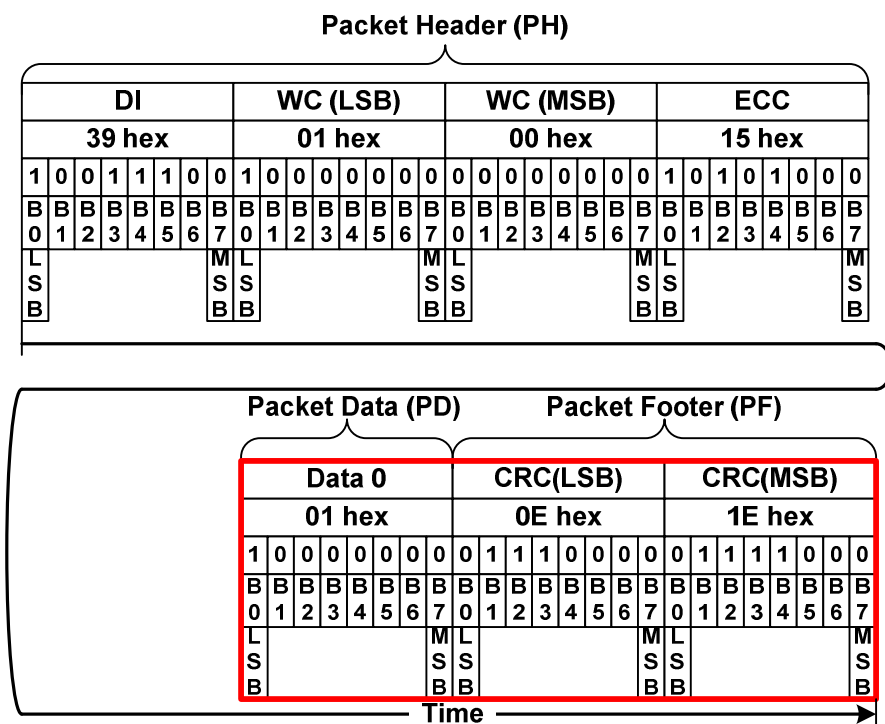 Packet Header (PH)
DI WC (LSB) WC (MSB) ECC
39 hex 01 hex 00 hex 15 hex
1 0 0 1 1 1 0 0 1 0 0 0 0 0 0 0 0 0 0 0 0 0 0 0 1 0 1 0 1 0 0 0
B0 B1 B2 B3 B4 B5 B6 B7 B0 B1 B2 B3 B4 B5 B6 B7 B0 B1 B2 B3 B4 B5 B6 B7 B0 B1 B2 B3 B4 B5 B6 B7
LSB MSB LSB MSB LSB MSB LSB MSB
Packet Data (PD) Packet Footer (PF)
Data 0 CRC(LSB) CRC(MSB)
01 hex 0E hex 1E hex
1 0 0 0 0 0 0 0 0 1 1 1 0 0 0 0 0 1 1 1 1 0 0 0
B0 B1 B2 B3 B4 B5 B6 B7 B0 B1 B2 B3 B4 B5 B6 B7 B0 B1 B2 B3 B4 B5 B6 B7
LSB MSB LSB MSB LSB MSB
Time